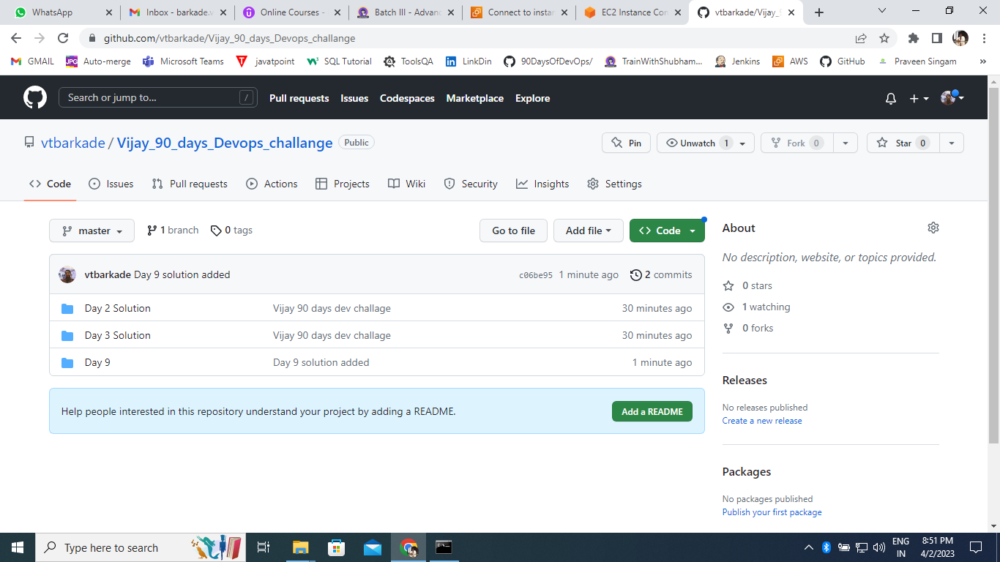 WhatsApp
Inbox - barkade.v
Online Courses -
Batch III - Advanc
Connect to instan
EC2 Instance Con
vtbarkade/Vijay_9
github.com/vtbarkade/Vijay_90_days_Devops_challange
GMAIL
Auto-merge
Microsoft Teams
javatpoint
SQL Tutorial
ToolsQA
LinkDin
90DaysOfDevOps/
TrainWithShubham...
Jenkins
AWS
GitHub
Praveen Singam
»
Search or jump to... /
Pull requests Issues Codespaces Marketplace Explore
vtbarkade / Vijay_90_days_Devops_challange Public
Pin
Unwatch 1
Fork 0
Star 0
Code Issues Pull requests Actions Projects Wiki Security Insights Settings
master 1 branch 0 tags
Go to file Add file Code
vtbarkade Day 9 solution added c06be95 1 minute ago 2 commits
Day 2 Solution Vijay 90 days dev challage 30 minutes ago
Day 3 Solution Vijay 90 days dev challage 30 minutes ago
Day 9 Day 9 solution added 1 minute ago
Help people interested in this repository understand your project by adding a README. Add a README
About
No description, website, or topics provided.
0 stars
1 watching
0 forks
Releases
No releases published
Create a new release
Packages
No packages published
Publish your first package
Type here to search
ENG
IN
8:51 PM
4/2/2023